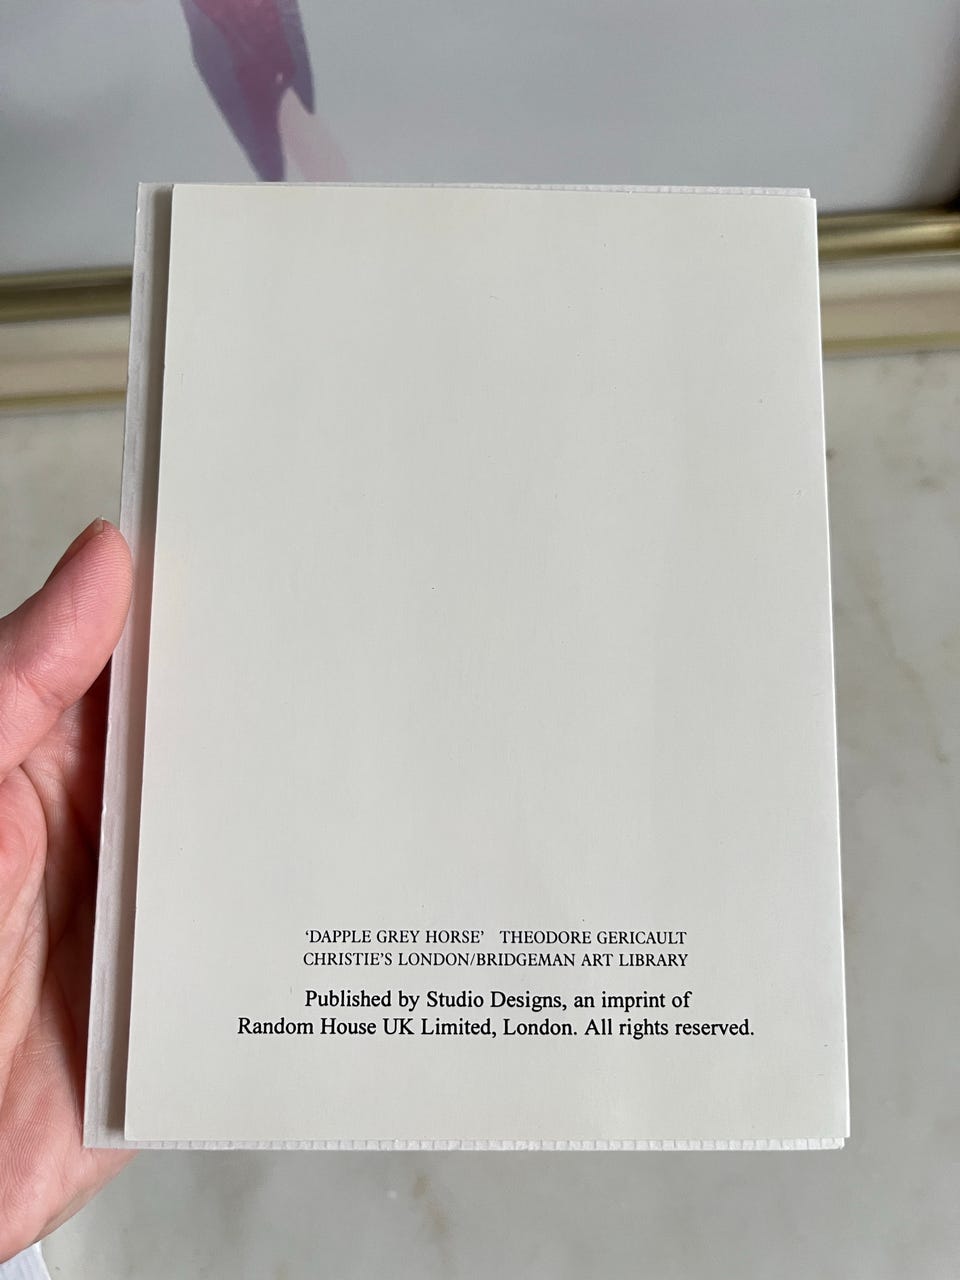 ‘DAPPLE GREY HORSE’ THEODORE GERICAULT
CHRISTIE’S LONDON/BRIDGEMAN ART LIBRARY
Published by Studio Designs, an imprint of
Random House UK Limited, London. All rights reserved.